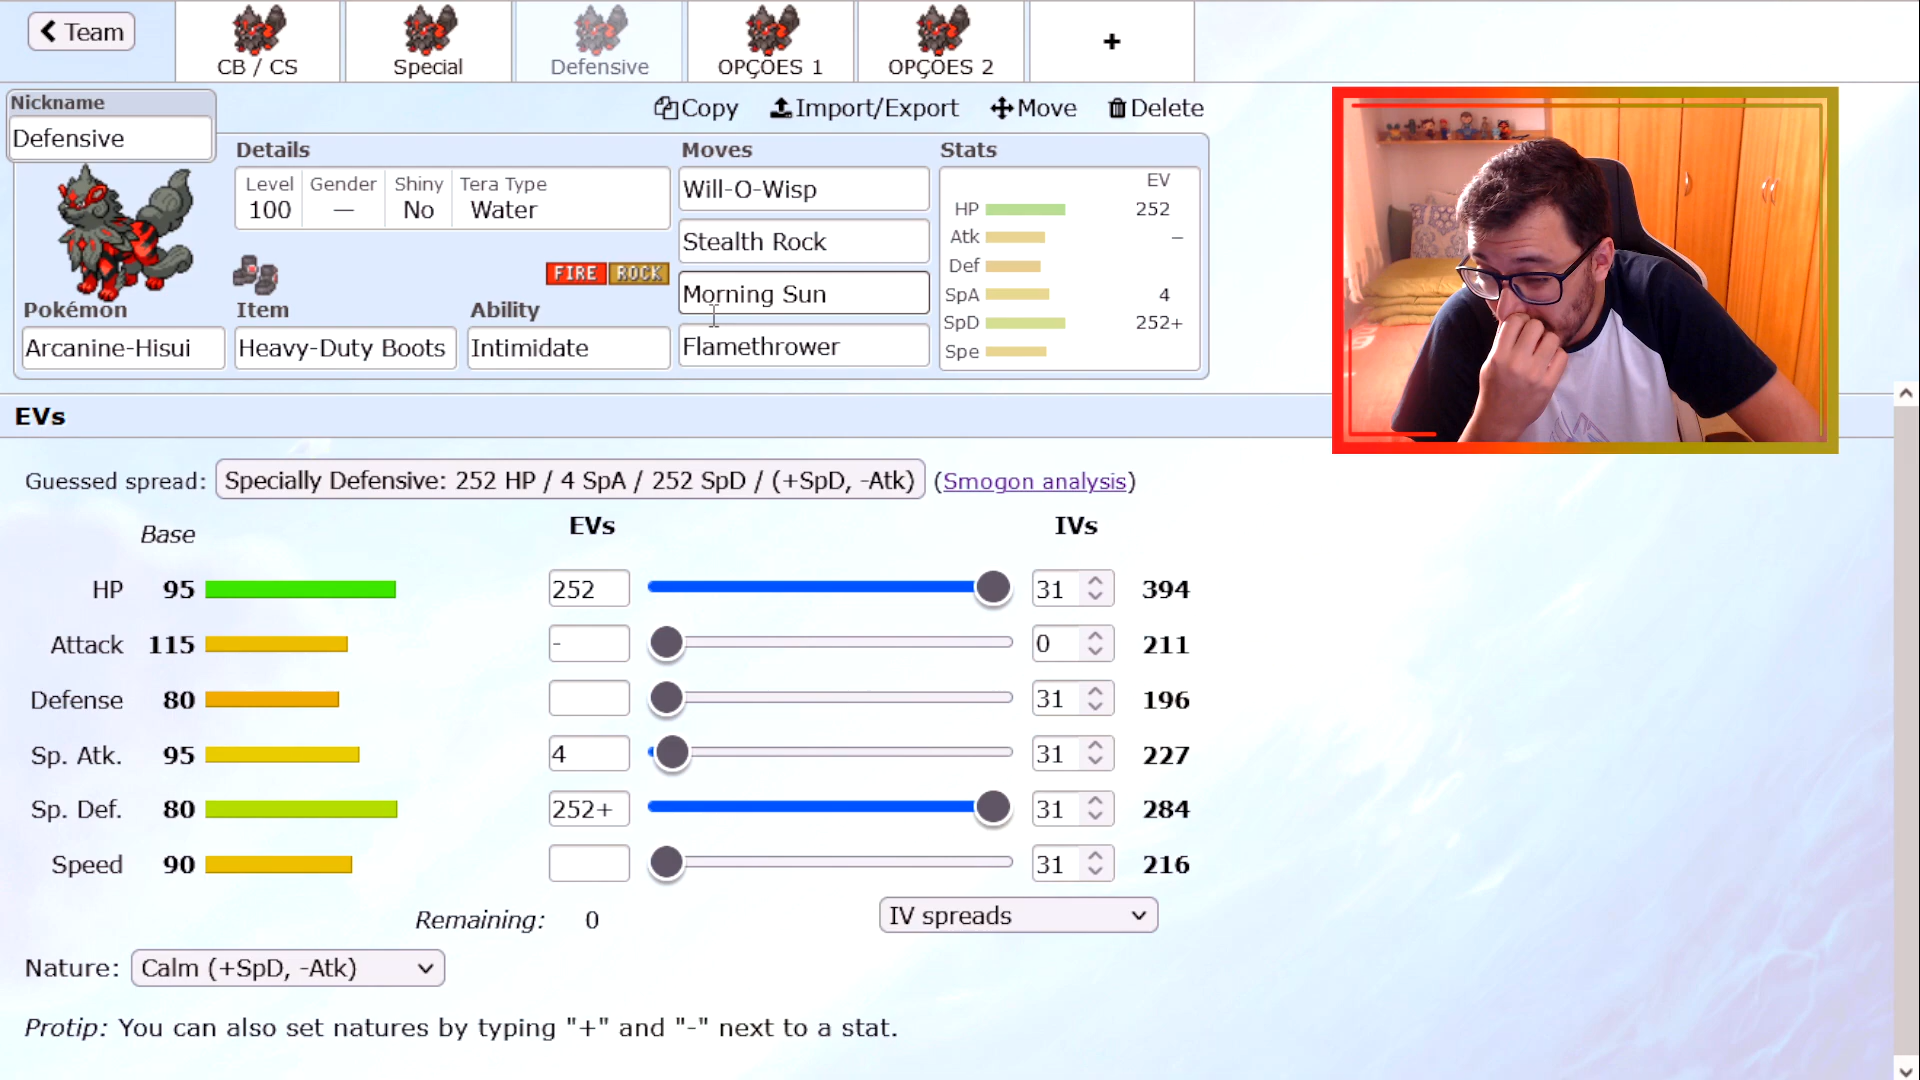 Team
CB / CS
Special
Defensive
OPÇÕES 1
OPÇÕES 2
+
Nickname
Defensive
Copy
Import/Export
Move
Delete
Details
Moves
Stats
Level
100
Gender
—
Shiny
No
Tera Type
Water
FIRE ROCK
Pokémon
Arcanine-Hisui
Item
Heavy-Duty Boots
Ability
Intimidate
Will-O-Wisp
Stealth Rock
Morning Sun
Flamethrower
EV
HP 252
Atk –
Def
SpA 4
SpD 252+
Spe
EVs
Guessed spread: Specially Defensive: 252 HP / 4 SpA / 252 SpD / (+SpD, -Atk) (Smogon analysis)
Base EVs IVs
HP 95 252 31 394
Attack 115 - 0 211
Defense 80 31 196
Sp. Atk. 95 4 31 227
Sp. Def. 80 252+ 31 284
Speed 90 31 216
Remaining: 0 IV spreads
Nature: Calm (+SpD, -Atk)
Protip: You can also set natures by typing "+" and "-" next to a stat.